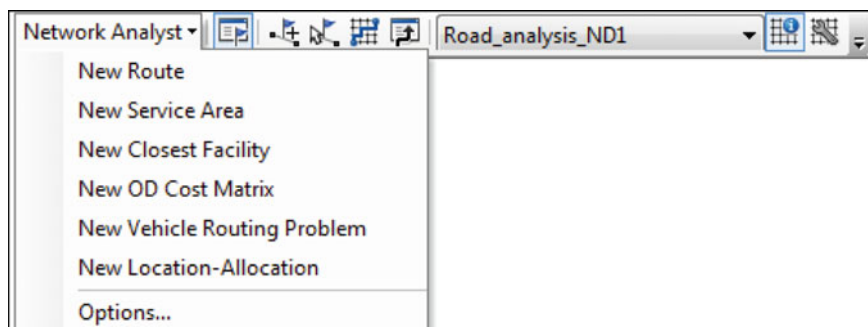 Network Analyst Road_analysis_ND1
New Route
New Service Area
New Closest Facility
New OD Cost Matrix
New Vehicle Routing Problem
New Location-Allocation
Options...